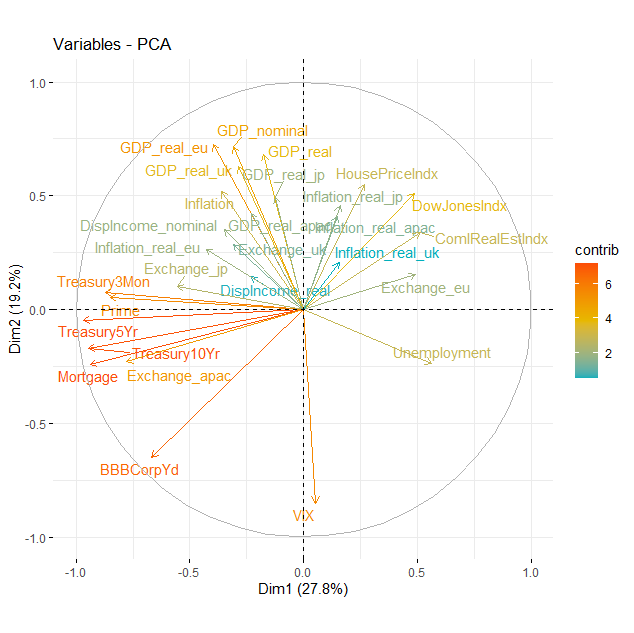 Variables - PCA
1.0
GDP_nominal
GDP_real_eu
GDP_real
GDP_real_uk
GDP_real_jp
HousePriceIndx
0.5
Inflation
Inflation_real_jp
DowJonesIndx
DispIncome_nominal
GDP_real_apac
Inflation_real_apac
ComlRealEstIndx
Inflation_real_eu
Exchange_uk
Inflation_real_uk
contrib
Exchange_jp
Treasury3Mon
DispIncome_real
Exchange_eu
6
Dim2 (19.2%)
0.0
Prime
4
Treasury5Yr
Treasury10Yr
Unemployment
2
Mortgage
Exchange_apac
-0.5
BBBCorpYd
VIX
-1.0
-1.0 -0.5 0.0 0.5 1.0
Dim1 (27.8%)